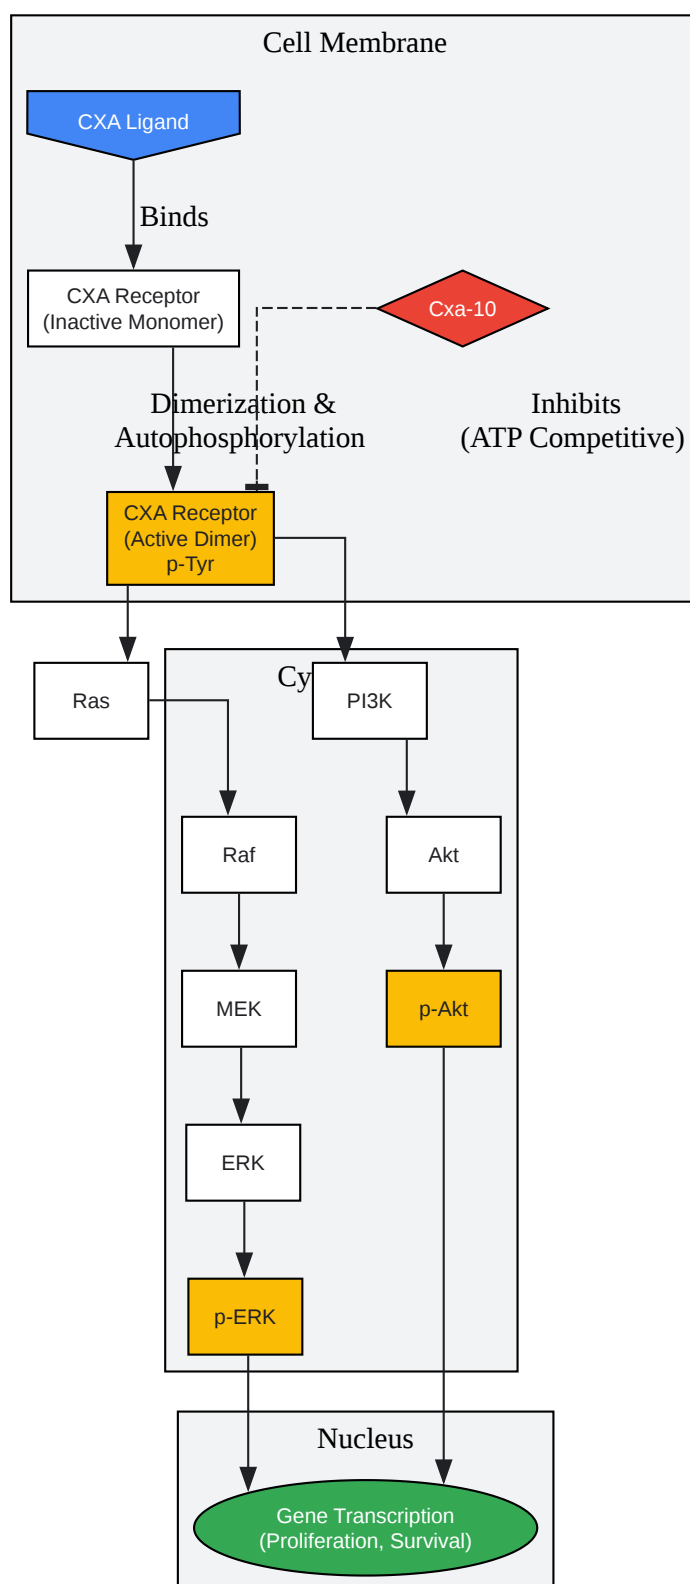 Cell Membrane
CXA Ligand
Binds
CXA Receptor
(Inactive Monomer)
Cxa-10
Dimerization &
Autophosphorylation
Inhibits
(ATP Competitive)
CXA Receptor
(Active Dimer)
p-Tyr
Cy
Ras
PI3K
Raf
Akt
MEK
p-Akt
ERK
p-ERK
Nucleus
Gene Transcription
(Proliferation, Survival)